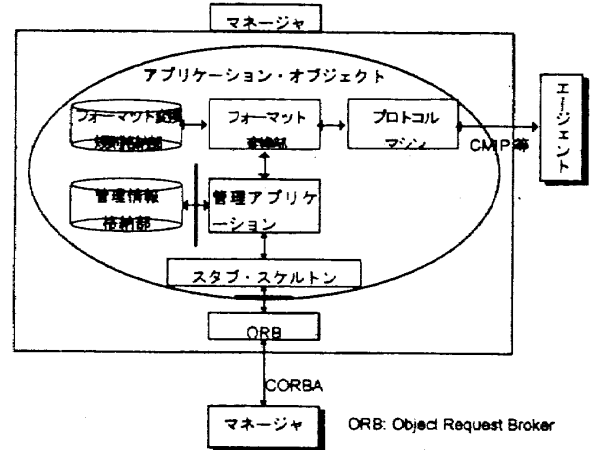 マネージャ
アプリケーション・オブジェクト
フォーマット変換
規則格納部
フォーマット
変換部
プロトコル
マシン
CMIP等
エージェント
管理情報
格納部
管理アプリケ
ーション
スタブ・スケルトン
ORB
CORBA
マネージャ
ORB: Object Request Broker